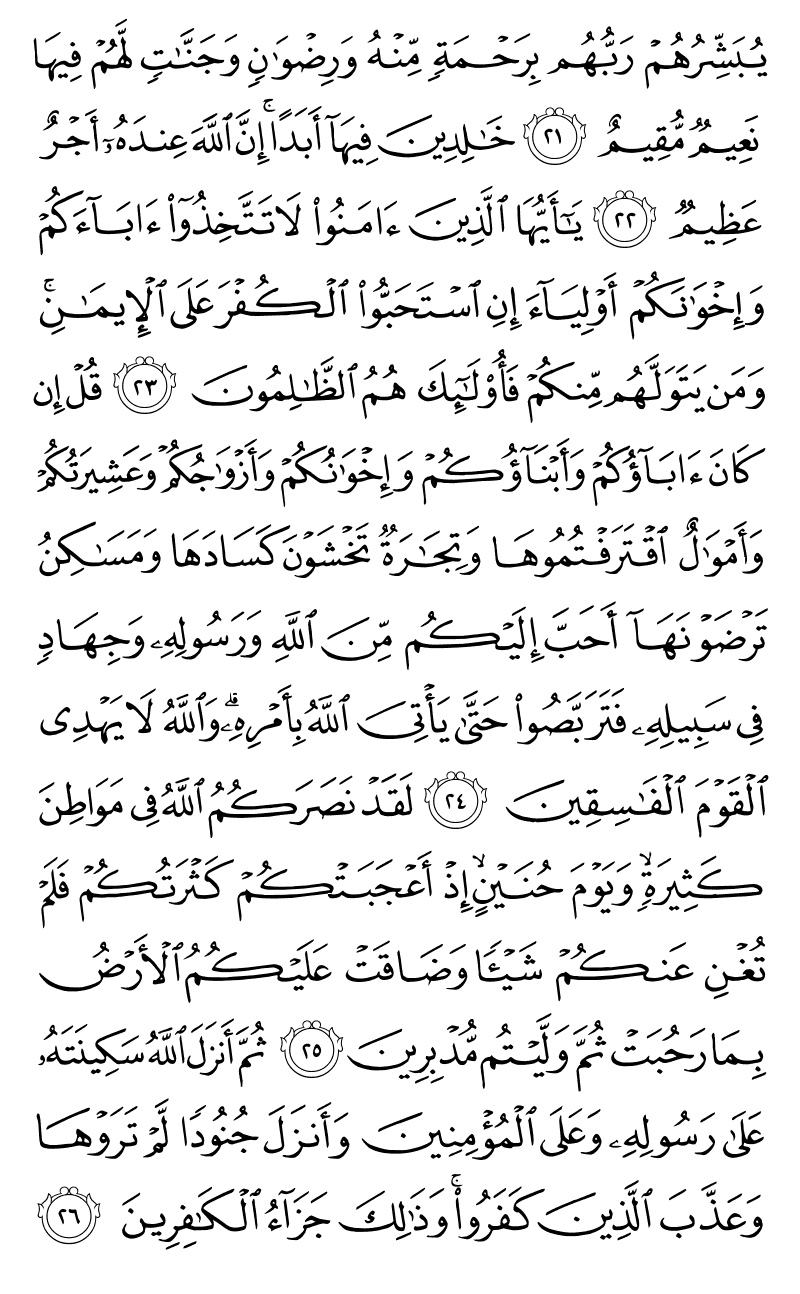 يُبَشِّرُهُمۡ رَبُّهُم بِرَحۡمَةٖ مِّنۡهُ وَرِضۡوَٰنٖ وَجَنَّـٰتٖ لَّهُمۡ فِيهَا
نَعِيمٞ مُّقِيمٌ ٢١ خَـٰلِدِينَ فِيهَآ أَبَدًاۚ إِنَّ ٱللَّهَ عِندَهُۥٓ أَجۡرٌ
عَظِيمٞ ٢٢ يَـٰٓأَيُّهَا ٱلَّذِينَ ءَامَنُواْ لَا تَتَّخِذُوٓاْ ءَابَآءَكُمۡ
وَإِخۡوَٰنَكُمۡ أَوۡلِيَآءَ إِنِ ٱسۡتَحَبُّواْ ٱلۡكُفۡرَ عَلَى ٱلۡإِيمَٰنِۚ
وَمَن يَتَوَلَّهُم مِّنكُمۡ فَأُوْلَـٰٓئِكَ هُمُ ٱلظَّـٰلِمُونَ ٢٣ قُلۡ إِن
كَانَ ءَابَآؤُكُمۡ وَأَبۡنَآؤُكُمۡ وَإِخۡوَٰنُكُمۡ وَأَزۡوَٰجُكُمۡ وَعَشِيرَتُكُمۡ
وَأَمۡوَٰلٌ ٱقۡتَرَفۡتُمُوهَا وَتِجَٰرَةٞ تَخۡشَوۡنَ كَسَادَهَا وَمَسَٰكِنُ
تَرۡضَوۡنَهَآ أَحَبَّ إِلَيۡكُم مِّنَ ٱللَّهِ وَرَسُولِهِۦ وَجِهَادٖ
فِي سَبِيلِهِۦ فَتَرَبَّصُواْ حَتَّىٰ يَأۡتِيَ ٱللَّهُ بِأَمۡرِهِۦۗ وَٱللَّهُ لَا يَهۡدِي
ٱلۡقَوۡمَ ٱلۡفَٰسِقِينَ ٢٤ لَقَدۡ نَصَرَكُمُ ٱللَّهُ فِي مَوَاطِنَ
كَثِيرَةٖۙ وَيَوۡمَ حُنَيۡنٍۙ إِذۡ أَعۡجَبَتۡكُمۡ كَثۡرَتُكُمۡ فَلَمۡ
تُغۡنِ عَنكُمۡ شَيۡـٔٗا وَضَاقَتۡ عَلَيۡكُمُ ٱلۡأَرۡضُ
بِمَا رَحُبَتۡ ثُمَّ وَلَّيۡتُم مُّدۡبِرِينَ ٢٥ ثُمَّ أَنزَلَ ٱللَّهُ سَكِينَتَهُۥ
عَلَىٰ رَسُولِهِۦ وَعَلَى ٱلۡمُؤۡمِنِينَ وَأَنزَلَ جُنُودٗا لَّمۡ تَرَوۡهَا
وَعَذَّبَ ٱلَّذِينَ كَفَرُواْۚ وَذَٰلِكَ جَزَآءُ ٱلۡكَٰفِرِينَ ٢٦